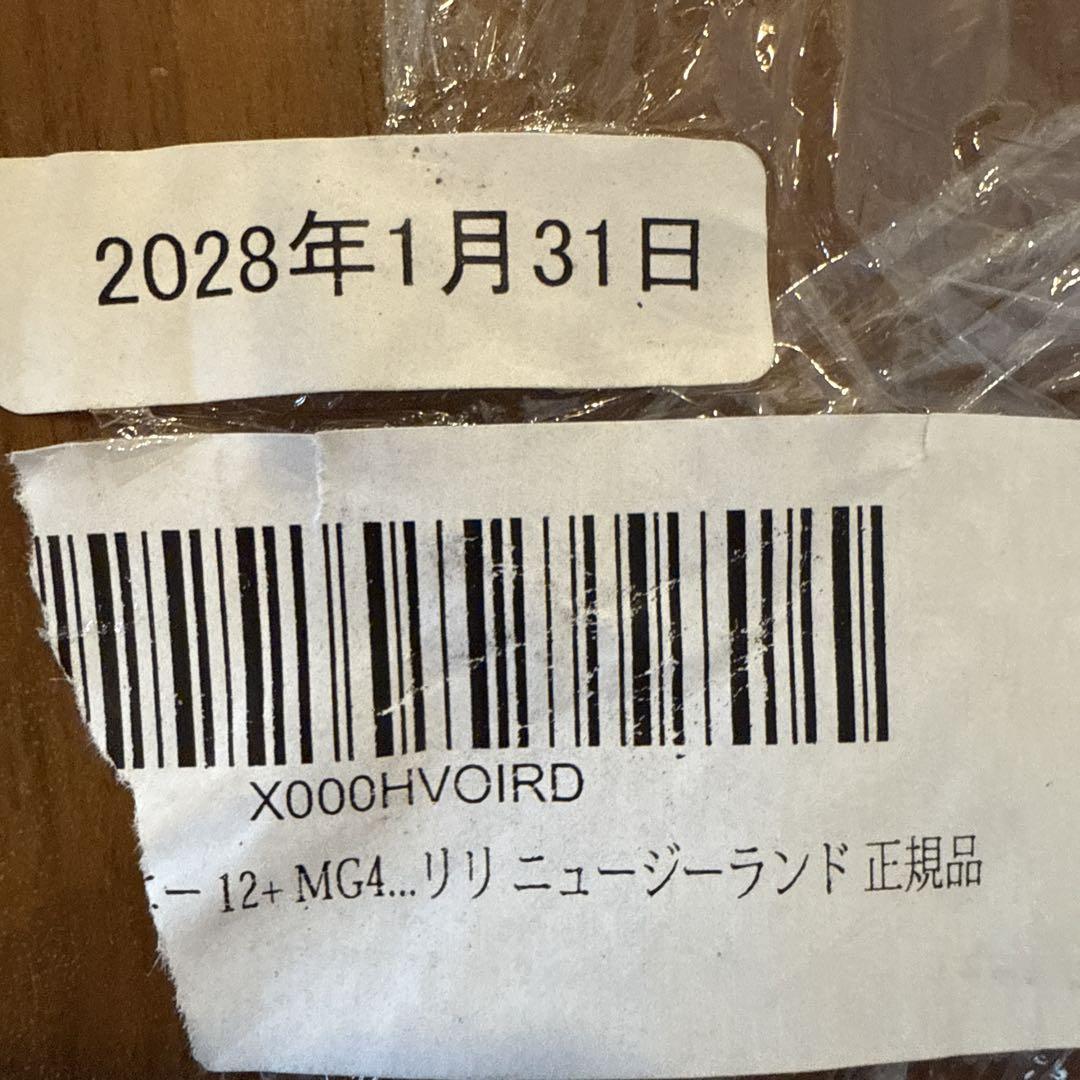 2028年1月31日
X000HVOIRD
ー 12+ MG4...リリ ニュージーランド 正規品